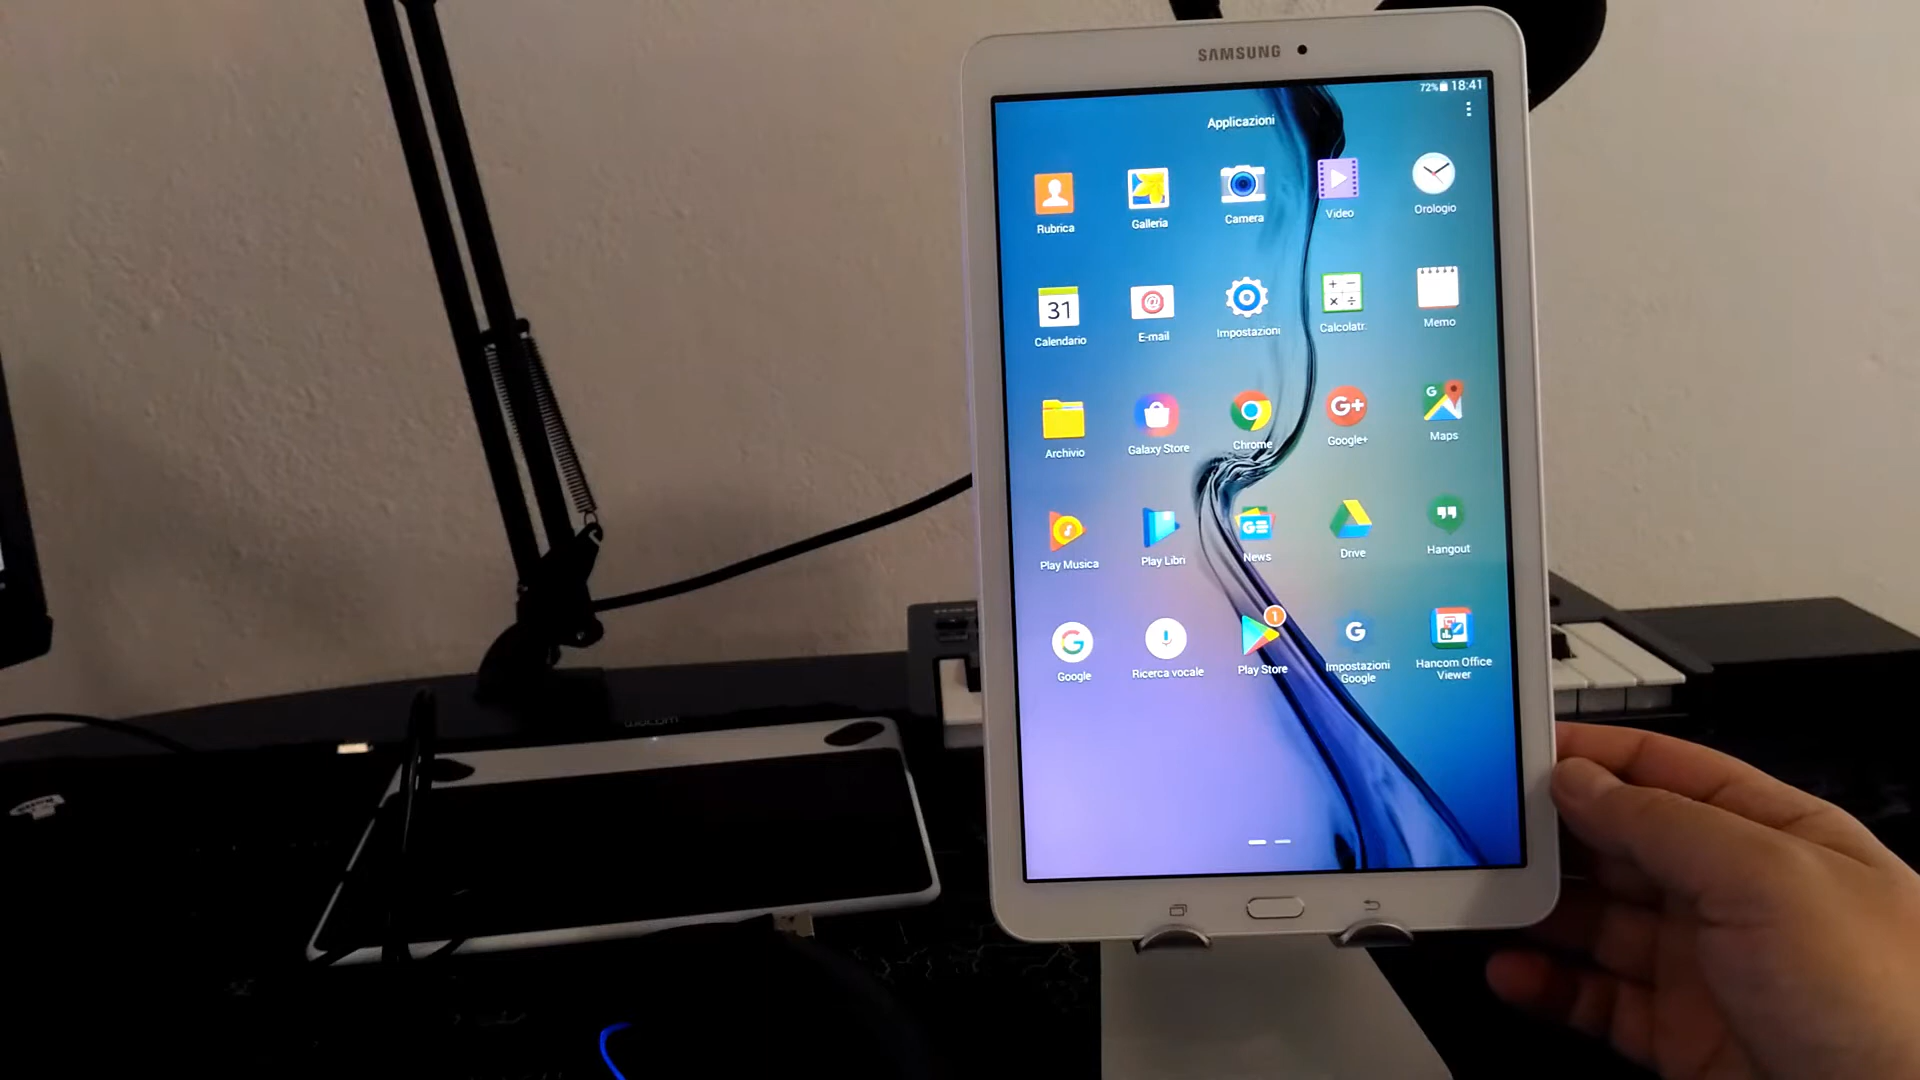 SAMSUNG
72% 18:41
Applicazioni
Rubrica
Galleria
Camera
Video
Orologio
31
Calendario
@
E-mail
Impostazioni
Calcolatr.
Memo
Archivio
Galaxy Store
Chrome
G+
Google+
G
Maps
Play Musica
Play Libri
G
News
Drive
Hangout
G
Google
Ricerca vocale
1
Play Store
G
Impostazioni
Google
Hancom Office
Viewer
wacom